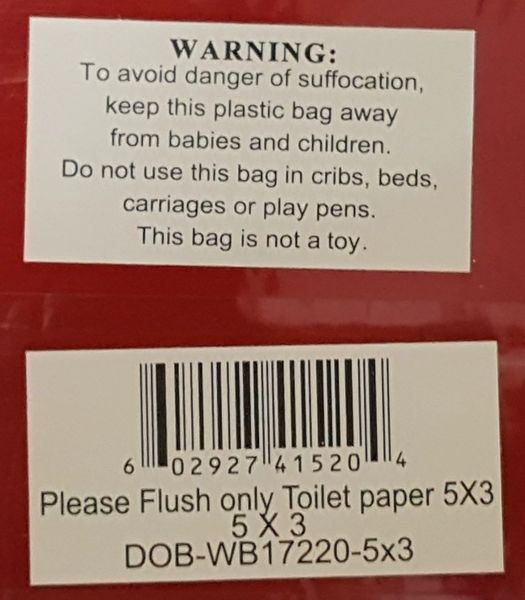 WARNING:
To avoid danger of suffocation,
keep this plastic bag away
from babies and children.
Do not use this bag in cribs, beds,
carriages or play pens.
This bag is not a toy.
6 02927 41520 4
Please Flush only Toilet paper 5X3
5 X 3
DOB-WB17220-5x3